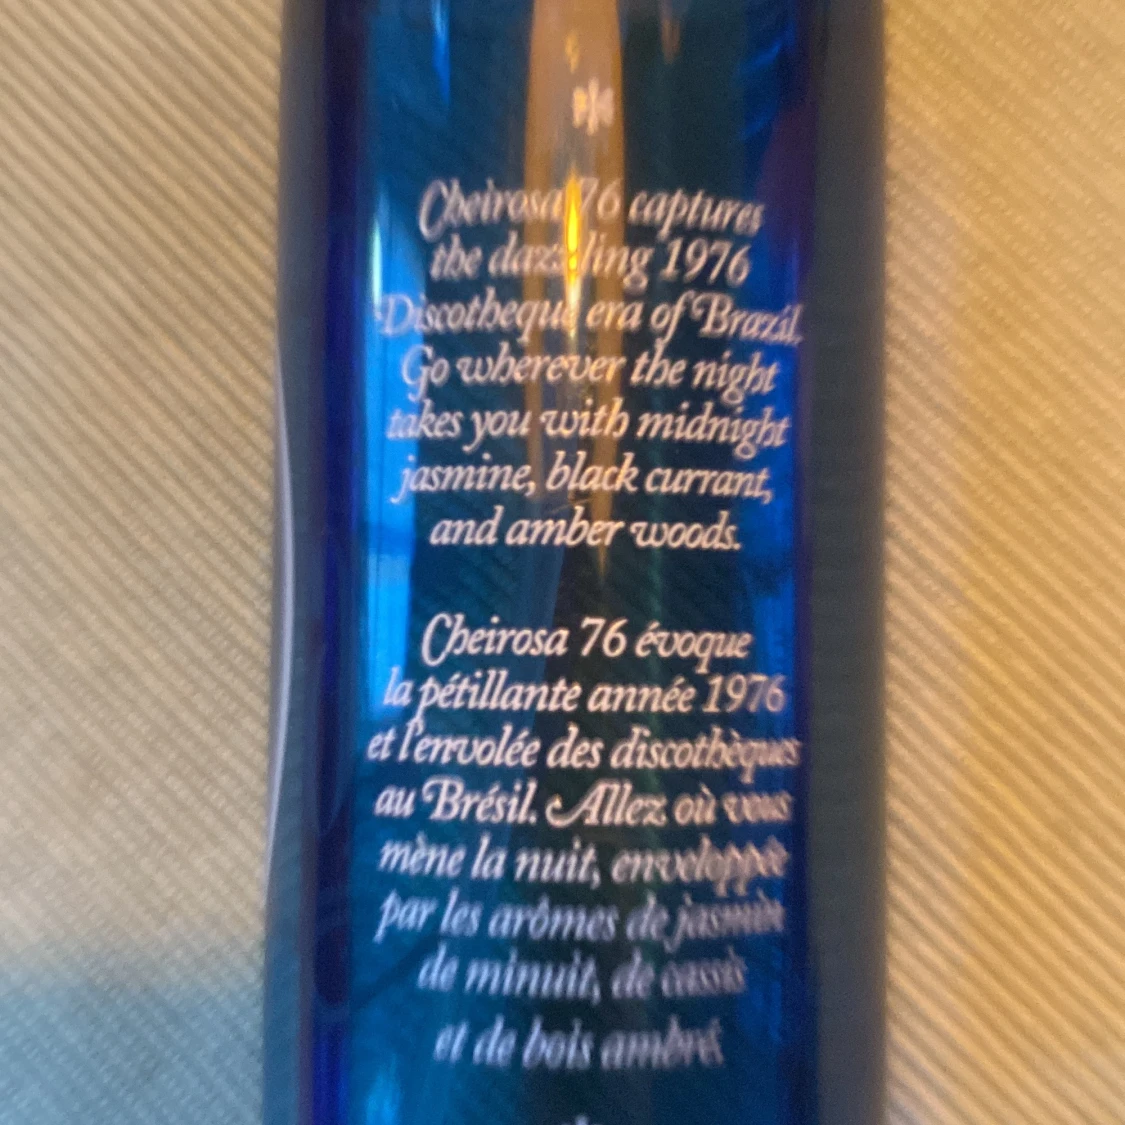 Cheirosa 76 captures
the dazzling 1976
Discotheque era of Brazil.
Go wherever the night
takes you with midnight
jasmine, black currant,
and amber woods.
Cheirosa 76 évoque
la pétillante année 1976
et l'envolée des discothèques
au Brésil. Allez où vous
mène la nuit, enveloppée
par les arômes de jasmin
de minuit, de cassis
et de bois ambré